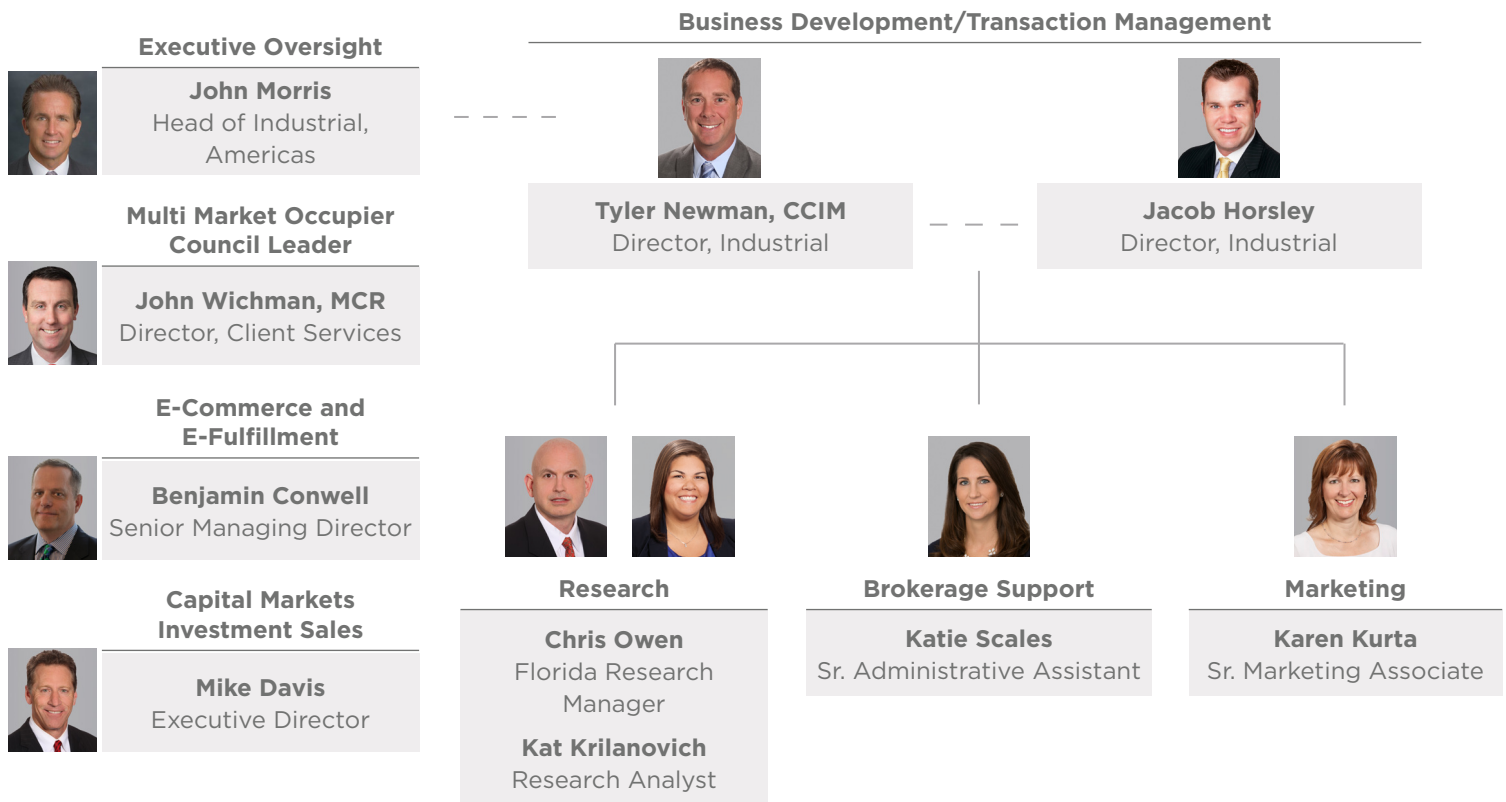 Business Development/Transaction Management
Executive Oversight
John Morris
Head of Industrial,
Americas
Multi Market Occupier
Council Leader
John Wichman, MCR
Director, Client Services
E-Commerce and
E-Fulfillment
Benjamin Conwell
Senior Managing Director
Capital Markets
Investment Sales
Mike Davis
Executive Director
Tyler Newman, CCIM
Director, Industrial
Jacob Horsley
Director, Industrial
Research
Chris Owen
Florida Research
Manager
Kat Krilanovich
Research Analyst
Brokerage Support
Katie Scales
Sr. Administrative Assistant
Marketing
Karen Kurta
Sr. Marketing Associate